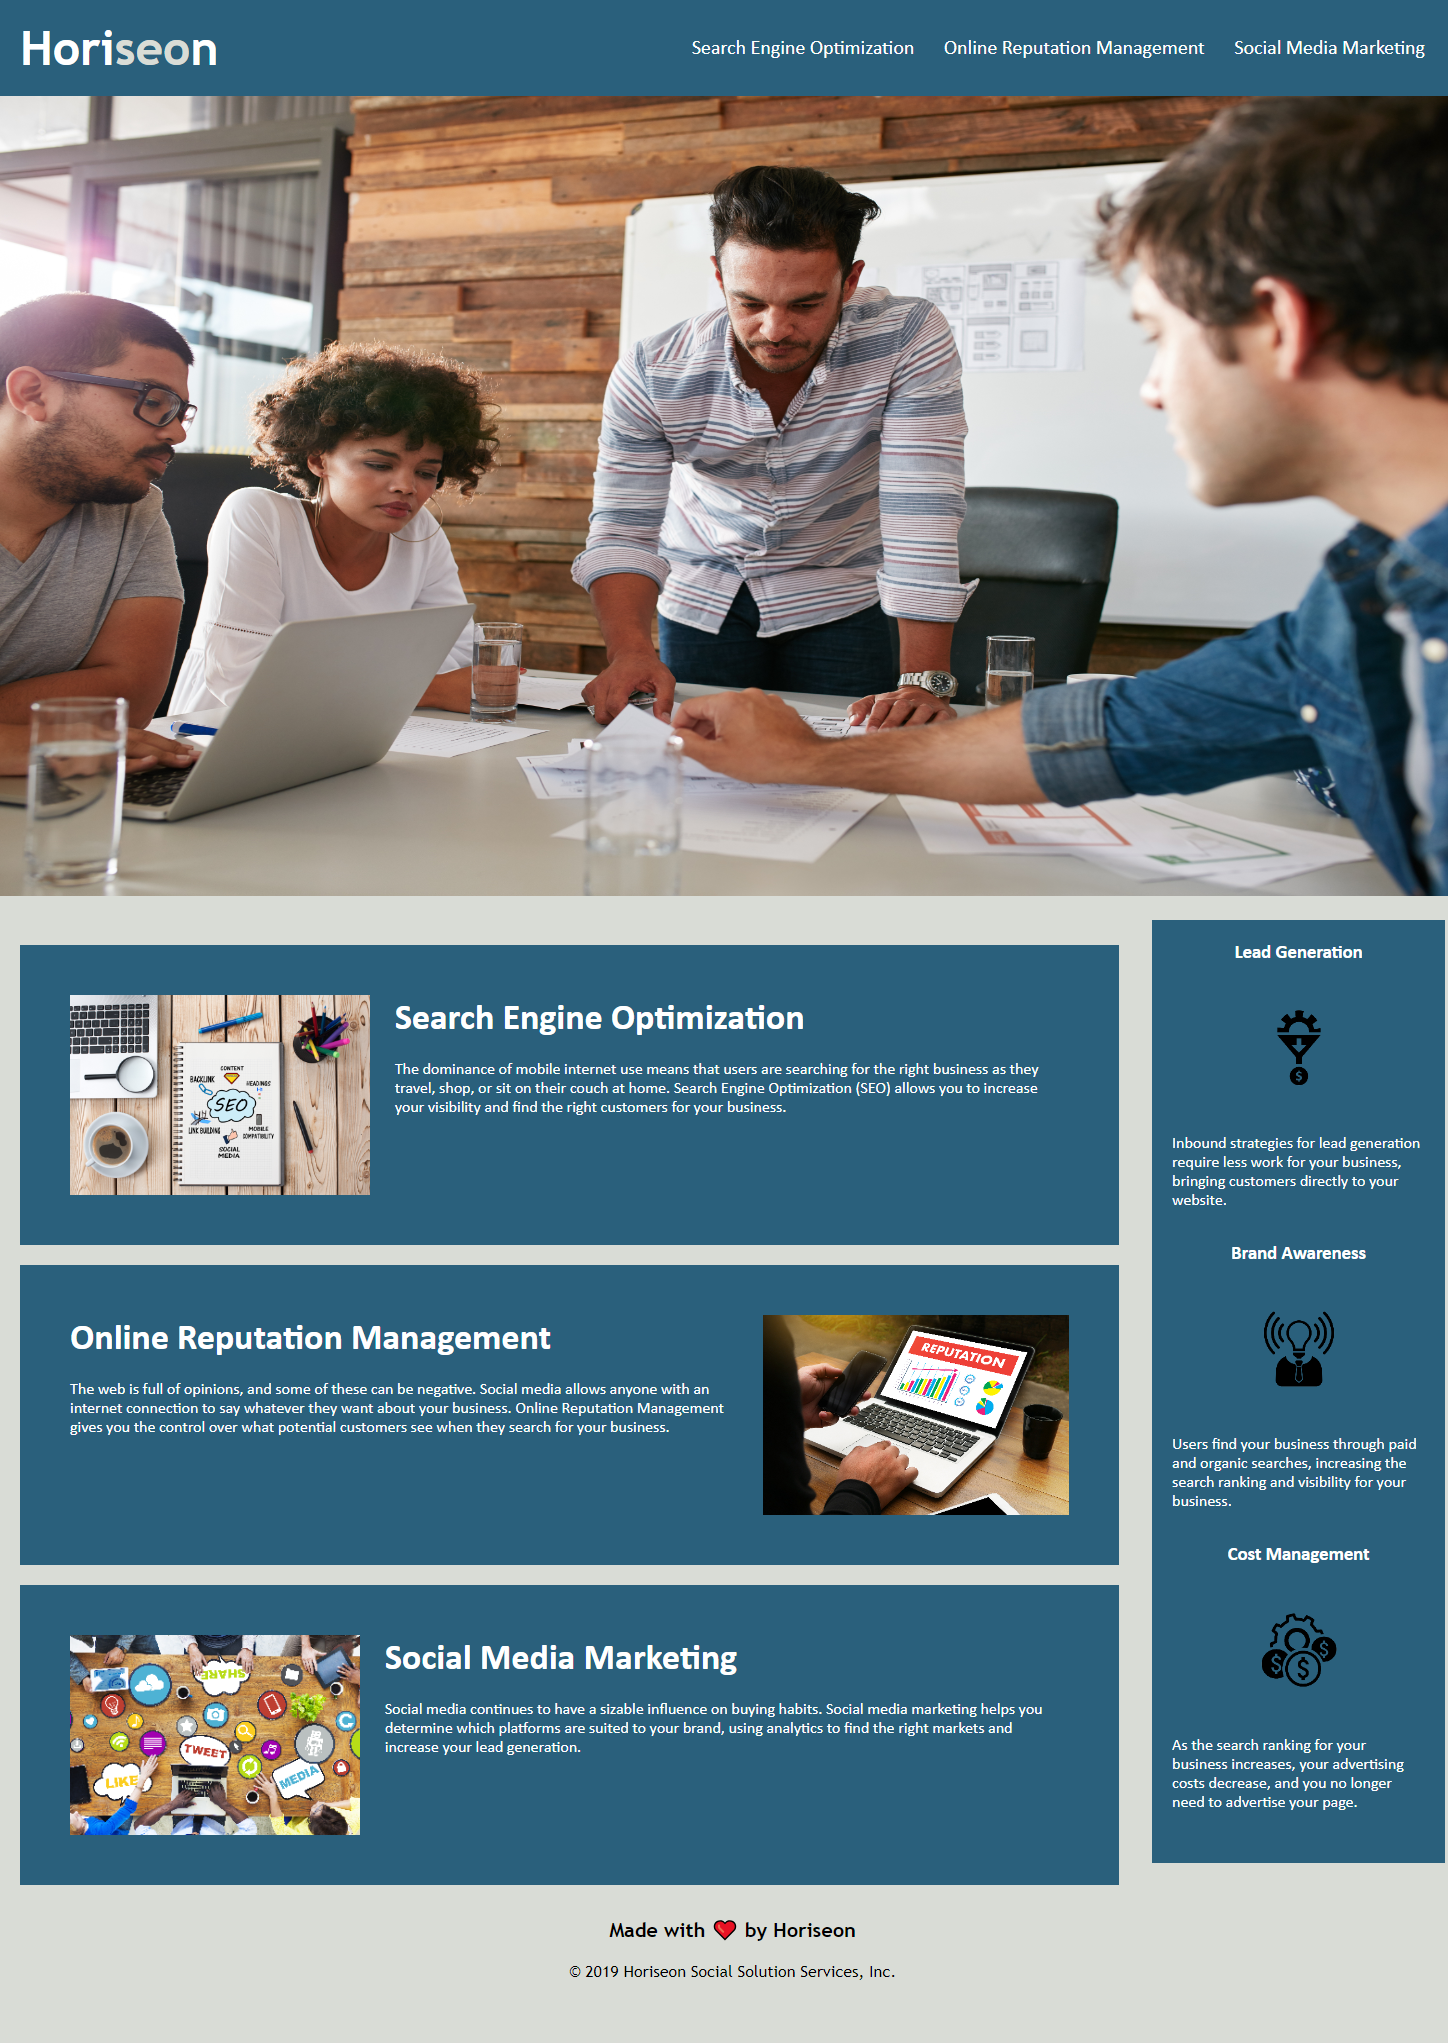 Horiseon
Search Engine Optimization
Online Reputation Management
Social Media Marketing
Search Engine Optimization
The dominance of mobile internet use means that users are searching for the right business as they
travel, shop, or sit on their couch at home. Search Engine Optimization (SEO) allows you to increase
your visibility and find the right customers for your business.
CONTENT
BACKLINK
HEADINGS
SEO
LINK BUILDING
MOBILE
COMPATIBILITY
SOCIAL
MEDIA
Online Reputation Management
The web is full of opinions, and some of these can be negative. Social media allows anyone with an
internet connection to say whatever they want about your business. Online Reputation Management
gives you the control over what potential customers see when they search for your business.
REPUTATION
Social Media Marketing
Social media continues to have a sizable influence on buying habits. Social media marketing helps you
determine which platforms are suited to your brand, using analytics to find the right markets and
increase your lead generation.
SHARE
TWEET
LIKE
MEDIA
Lead Generation
$
Inbound strategies for lead generation
require less work for your business,
bringing customers directly to your
website.
Brand Awareness
Users find your business through paid
and organic searches, increasing the
search ranking and visibility for your
business.
Cost Management
$ $ $
As the search ranking for your
business increases, your advertising
costs decrease, and you no longer
need to advertise your page.
Made with ❤️ by Horiseon
© 2019 Horiseon Social Solution Services, Inc.